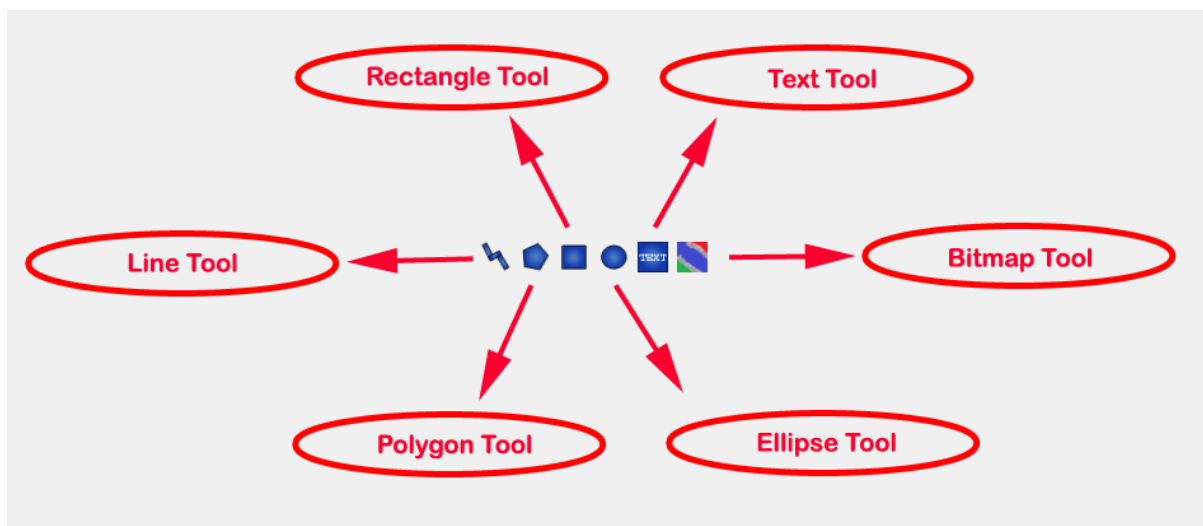 Rectangle Tool
Text Tool
Line Tool
TEXT
Bitmap Tool
Polygon Tool
Ellipse Tool